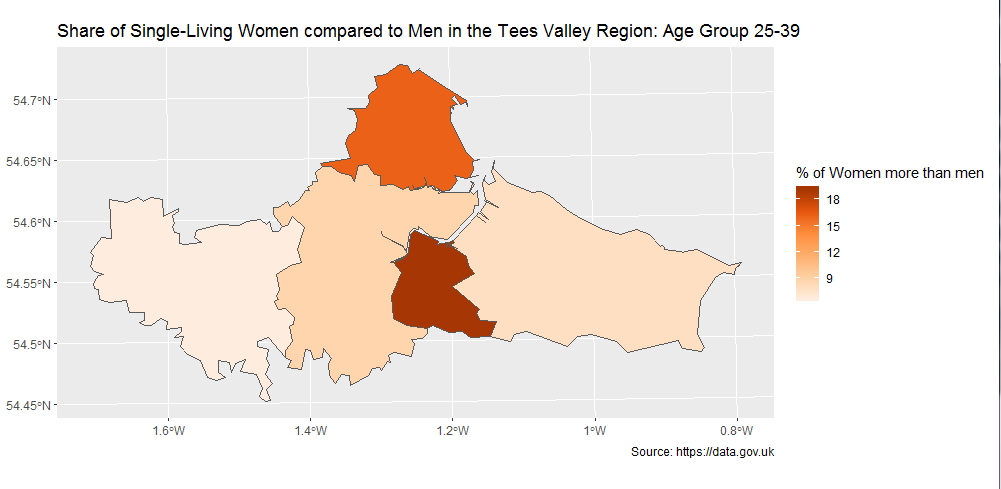 Share of Single-Living Women compared to Men in the Tees Valley Region: Age Group 25-39
54.7°N
54.65°N
54.6°N
54.55°N
54.5°N
54.45°N
1.6°W
1.4°W
1.2°W
1°W
0.8°W
% of Women more than men
18
15
12
9
Source: https://data.gov.uk